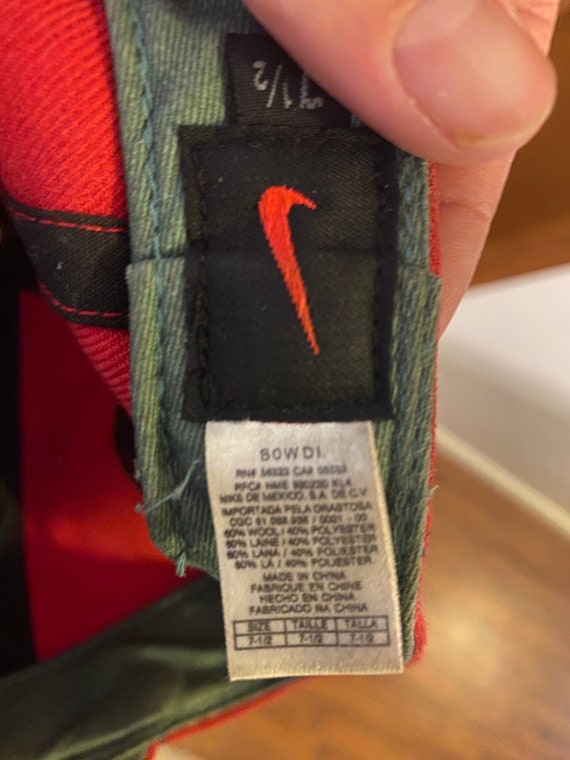 7 1/2
80WDI.
RN# 56323 CA# 05553
RFC# NME 920220 KL4
NIKE DE MEXICO, S.A. DE C.V
IMPORTADA PELA DRASTOSA
CGC 61 088.936 / 0001 - 00
60% WOOL / 40% POLYESTER
60% LAINE / 40% POLYESTER
60% LANA / 40% POLIESTER
60% LÃ / 40% POLIESTER
MADE IN CHINA
FABRIQUE EN CHINE
HECHO EN CHINA
FABRICADO NA CHINA
SIZE TAILLE TALLA
7-1/2 7-1/2 7-1/2